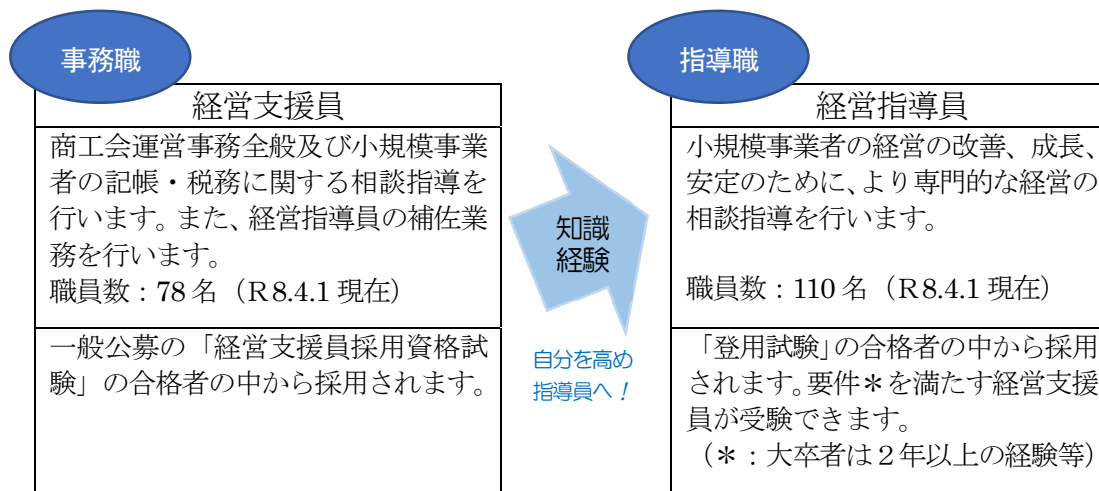 事務職
経営支援員
商工会運営事務全般及び小規模事業
者の記帳・税務に関する相談指導を
行います。また、経営指導員の補佐業
務を行います。
職員数：78名（Ｒ8.4.1現在）
一般公募の「経営支援員採用資格試
験」の合格者の中から採用されます。
知識
経験
自分を高め
指導員へ！
指導職
経営指導員
小規模事業者の経営の改善、成長、
安定のために、より専門的な経営の
相談指導を行います。
職員数：110名（Ｒ8.4.1現在）
「登用試験」の合格者の中から採用
されます。要件＊を満たす経営支援
員が受験できます。
（＊：大卒者は２年以上の経験等）